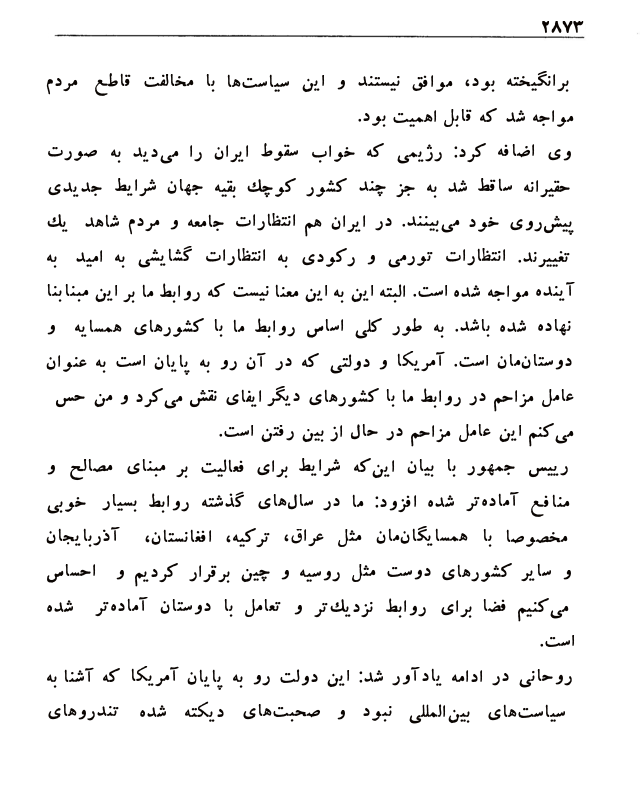 ۲۸۷۳
برانگیخته بود، موافق نیستند و این سیاست‌ها با مخالفت قاطع مردم
مواجه شد که قابل اهمیت بود.
وی اضافه کرد: رژیمی که خواب سقوط ایران را می‌دید به صورت
حقیرانه ساقط شد به جز چند کشور کوچك بقیه جهان شرایط جدیدی
پیش‌روی خود می‌بینند. در ایران هم انتظارات جامعه و مردم شاهد یك
تغییرند. انتظارات تورمی و رکودی به انتظارات گشایشی به امید به
آینده مواجه شده است. البته این به این معنا نیست که روابط ما بر این مبنابنا
نهاده شده باشد. به طور کلی اساس روابط ما با کشورهای همسایه و
دوستان‌مان است. آمریکا و دولتی که در آن رو به پایان است به عنوان
عامل مزاحم در روابط ما با کشورهای دیگر ایفای نقش می‌کرد و من حس
می‌کنم این عامل مزاحم در حال از بین رفتن است.
رییس جمهور با بیان این‌که شرایط برای فعالیت بر مبنای مصالح و
منافع آماده‌تر شده افزود: ما در سال‌های گذشته روابط بسیار خوبی
مخصوصا با همسایگان‌مان مثل عراق، ترکیه، افغانستان، آذربایجان
و سایر کشورهای دوست مثل روسیه و چین برقرار کردیم و احساس
می‌کنیم فضا برای روابط نزدیك‌تر و تعامل با دوستان آماده‌تر شده
است.
روحانی در ادامه یادآور شد: این دولت رو به پایان آمریکا که آشنا به
سیاست‌های بین‌المللی نبود و صحبت‌های دیکته شده تندروهای